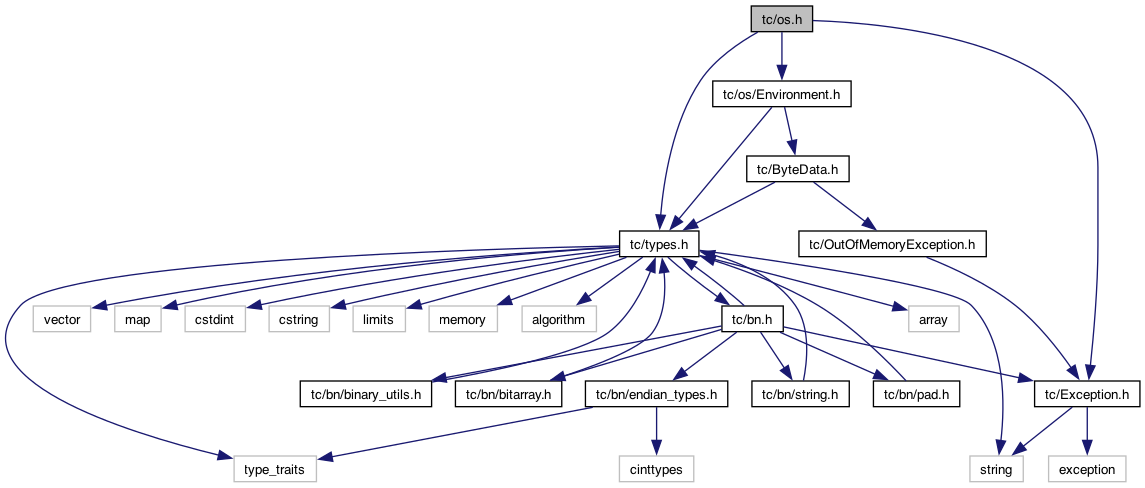 tc/os.h
tc/os/Environment.h
tc/ByteData.h
tc/types.h
tc/OutOfMemoryException.h
vector
map
cstdint
cstring
limits
memory
algorithm
tc/bn.h
array
tc/bn/binary_utils.h
tc/bn/bitarray.h
tc/bn/endian_types.h
tc/bn/string.h
tc/bn/pad.h
tc/Exception.h
type_traits
cinttypes
string
exception